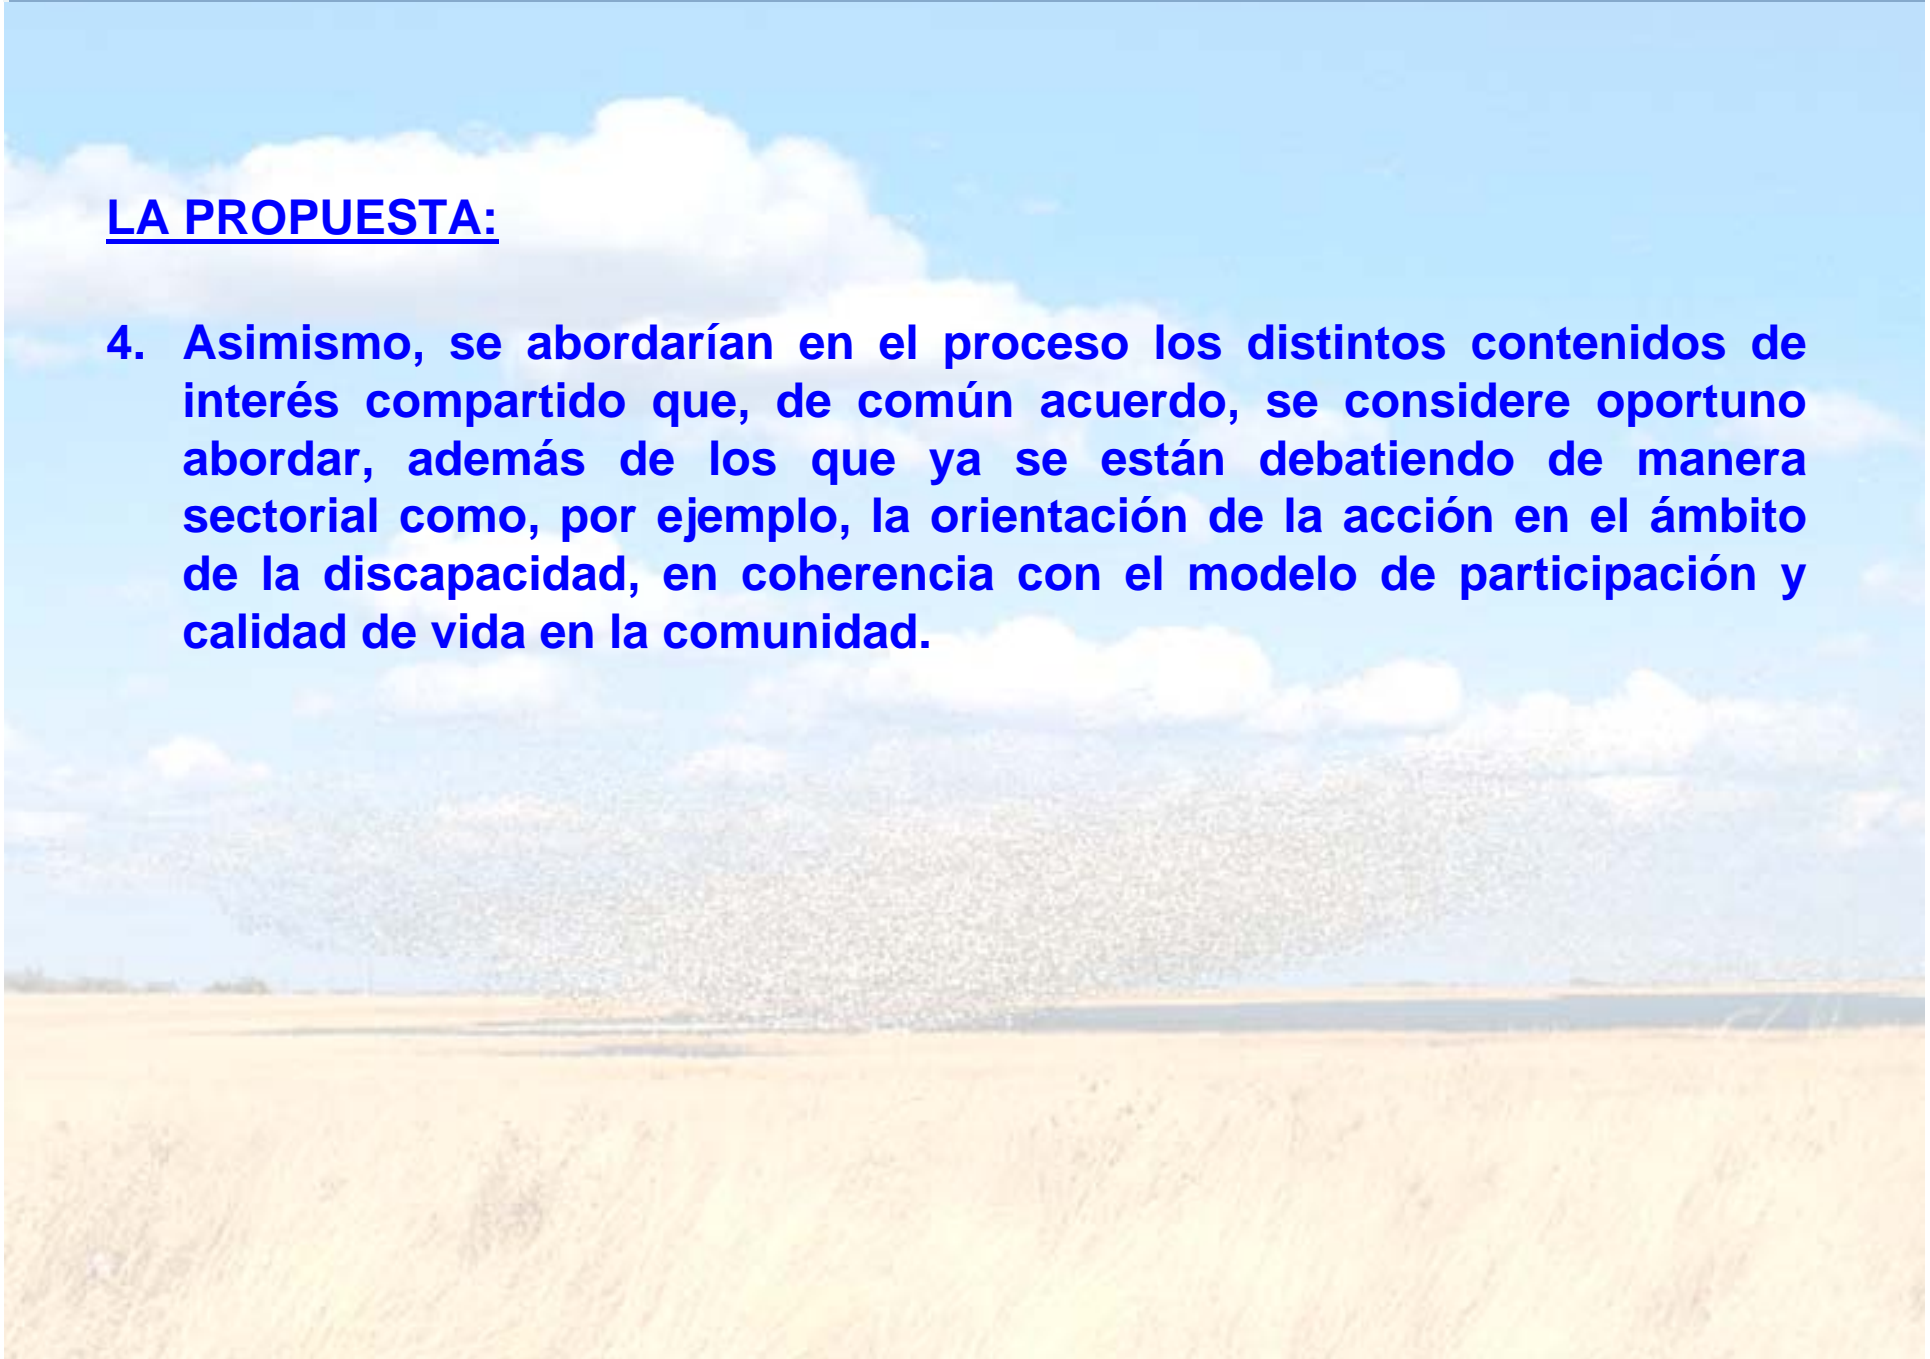 LA PROPUESTA:
4. Asimismo, se abordarían en el proceso los distintos contenidos de
interés compartido que, de común acuerdo, se considere oportuno
abordar, además de los que ya se están debatiendo de manera
sectorial como, por ejemplo, la orientación de la acción en el ámbito
de la discapacidad, en coherencia con el modelo de participación y
calidad de vida en la comunidad.